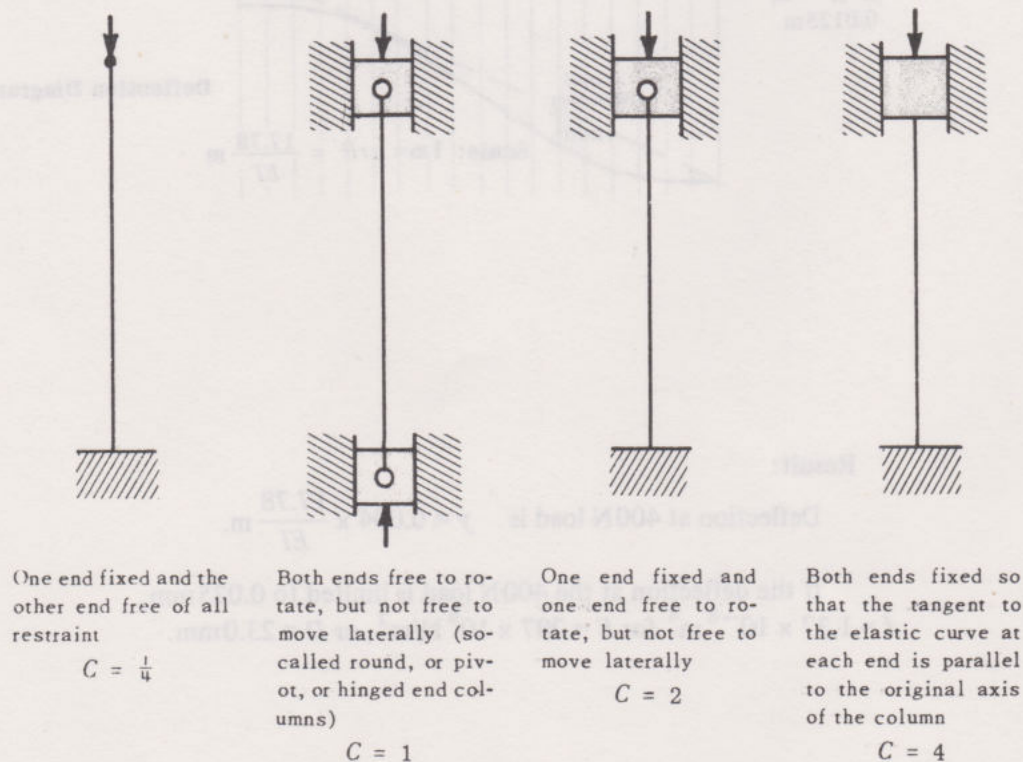 One end fixed and the
other end free of all
restraint
C = 1/4
Both ends free to ro-
tate, but not free to
move laterally (so-
called round, or piv-
ot, or hinged end col-
umns)
C = 1
One end fixed and
one end free to ro-
tate, but not free to
move laterally
C = 2
Both ends fixed so
that the tangent to
the elastic curve at
each end is parallel
to the original axis
of the column
C = 4